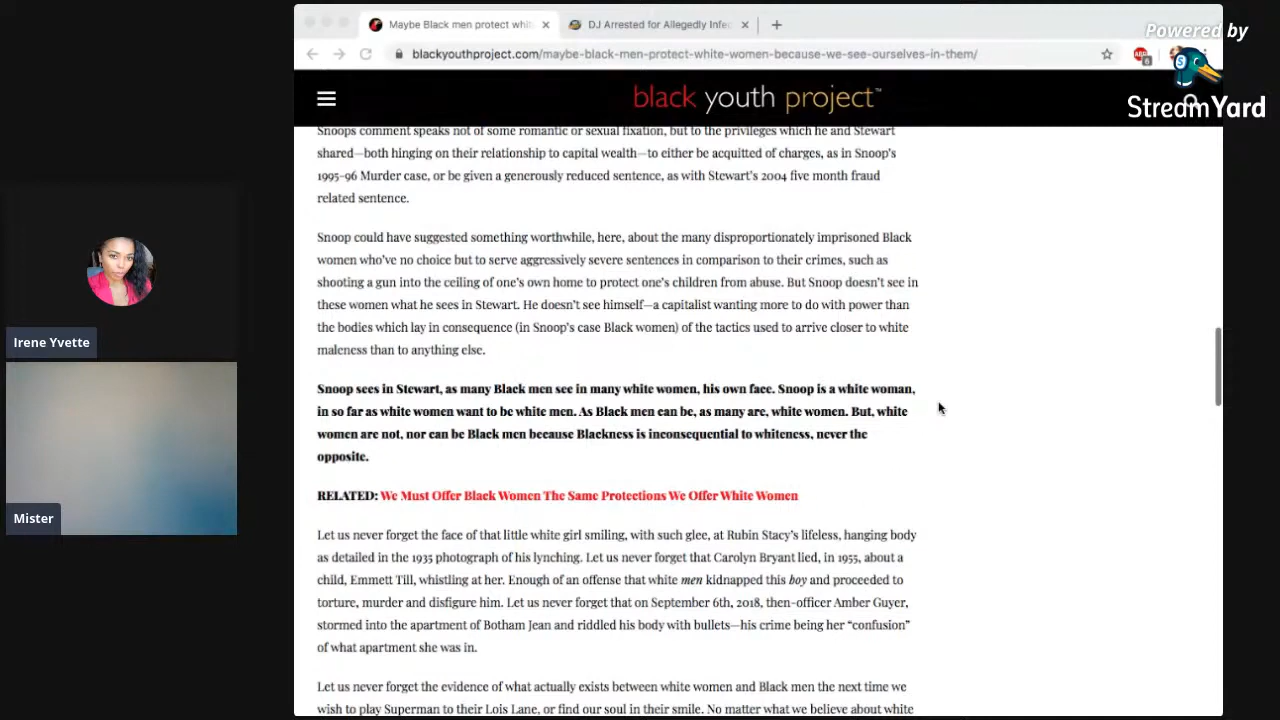 Maybe Black men protect whit
DJ Arrested for Allegedly Infe
blackyouthproject.com/maybe-black-men-protect-white-women-because-we-see-ourselves-in-them/
Powered by
StreamYard
black youth project™
Snoops comment speaks not of some romantic or sexual fixation, but to the privileges which he and Stewart
shared—both hinging on their relationship to capital wealth—to either be acquitted of charges, as in Snoop's
1995-96 Murder case, or be given a generously reduced sentence, as with Stewart's 2004 five month fraud
related sentence.
Snoop could have suggested something worthwhile, here, about the many disproportionately imprisoned Black
women who've no choice but to serve aggressively severe sentences in comparison to their crimes, such as
shooting a gun into the ceiling of one's own home to protect one's children from abuse. But Snoop doesn't see in
these women what he sees in Stewart. He doesn't see himself—a capitalist wanting more to do with power than
the bodies which lay in consequence (in Snoop's case Black women) of the tactics used to arrive closer to white
maleness than to anything else.
Snoop sees in Stewart, as many Black men see in many white women, his own face. Snoop is a white woman,
in so far as white women want to be white men. As Black men can be, as many are, white women. But, white
women are not, nor can be Black men because Blackness is inconsequential to whiteness, never the
opposite.
RELATED: We Must Offer Black Women The Same Protections We Offer White Women
Let us never forget the face of that little white girl smiling, with such glee, at Rubin Stacy's lifeless, hanging body
as detailed in the 1935 photograph of his lynching. Let us never forget that Carolyn Bryant lied, in 1955, about a
child, Emmett Till, whistling at her. Enough of an offense that white men kidnapped this boy and proceeded to
torture, murder and disfigure him. Let us never forget that on September 6th, 2018, then-officer Amber Guyer,
stormed into the apartment of Botham Jean and riddled his body with bullets—his crime being her “confusion”
of what apartment she was in.
Let us never forget the evidence of what actually exists between white women and Black men the next time we
wish to play Superman to their Lois Lane, or find our soul in their smile. No matter what we believe about white
Irene Yvette
Mister